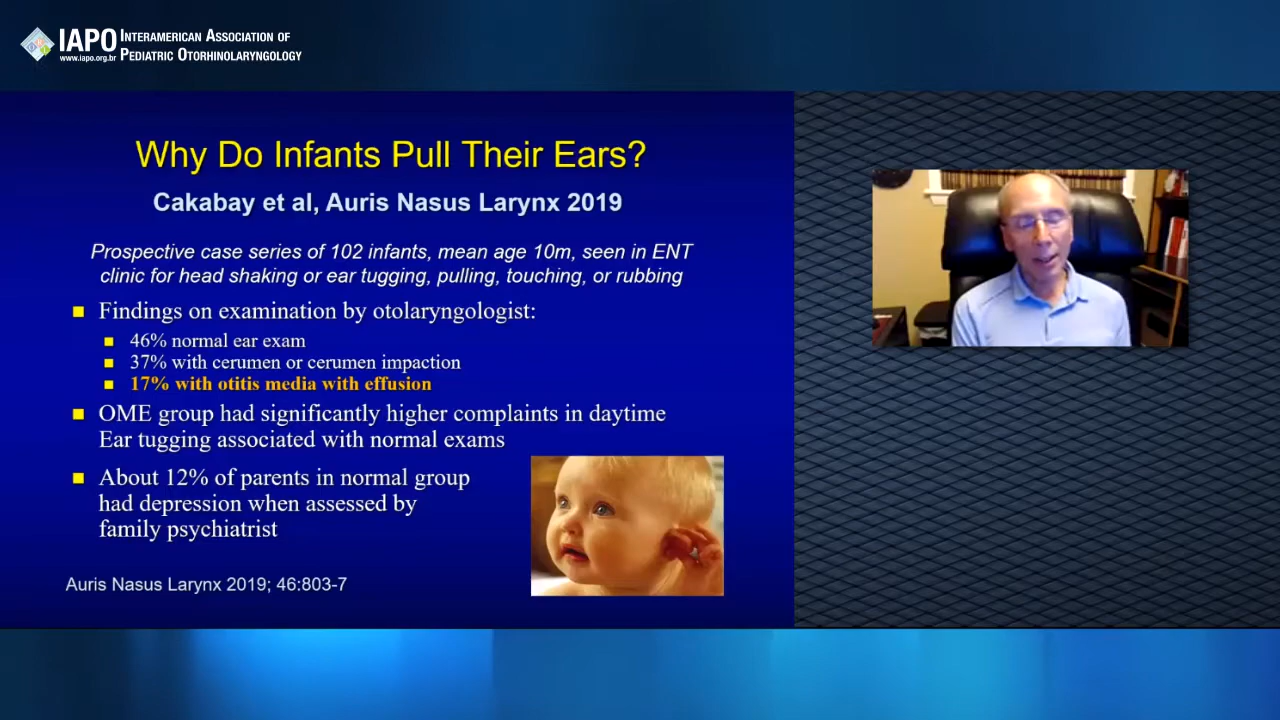 IAPO
INTERAMERICAN ASSOCIATION OF
PEDIATRIC OTORHINOLARYNGOLOGY
www.iapo.org.br
Why Do Infants Pull Their Ears?
Cakabay et al, Auris Nasus Larynx 2019
Prospective case series of 102 infants, mean age 10m, seen in ENT
clinic for head shaking or ear tugging, pulling, touching, or rubbing
Findings on examination by otolaryngologist:
46% normal ear exam
37% with cerumen or cerumen impaction
17% with otitis media with effusion
OME group had significantly higher complaints in daytime
Ear tugging associated with normal exams
About 12% of parents in normal group
had depression when assessed by
family psychiatrist
Auris Nasus Larynx 2019; 46:803-7